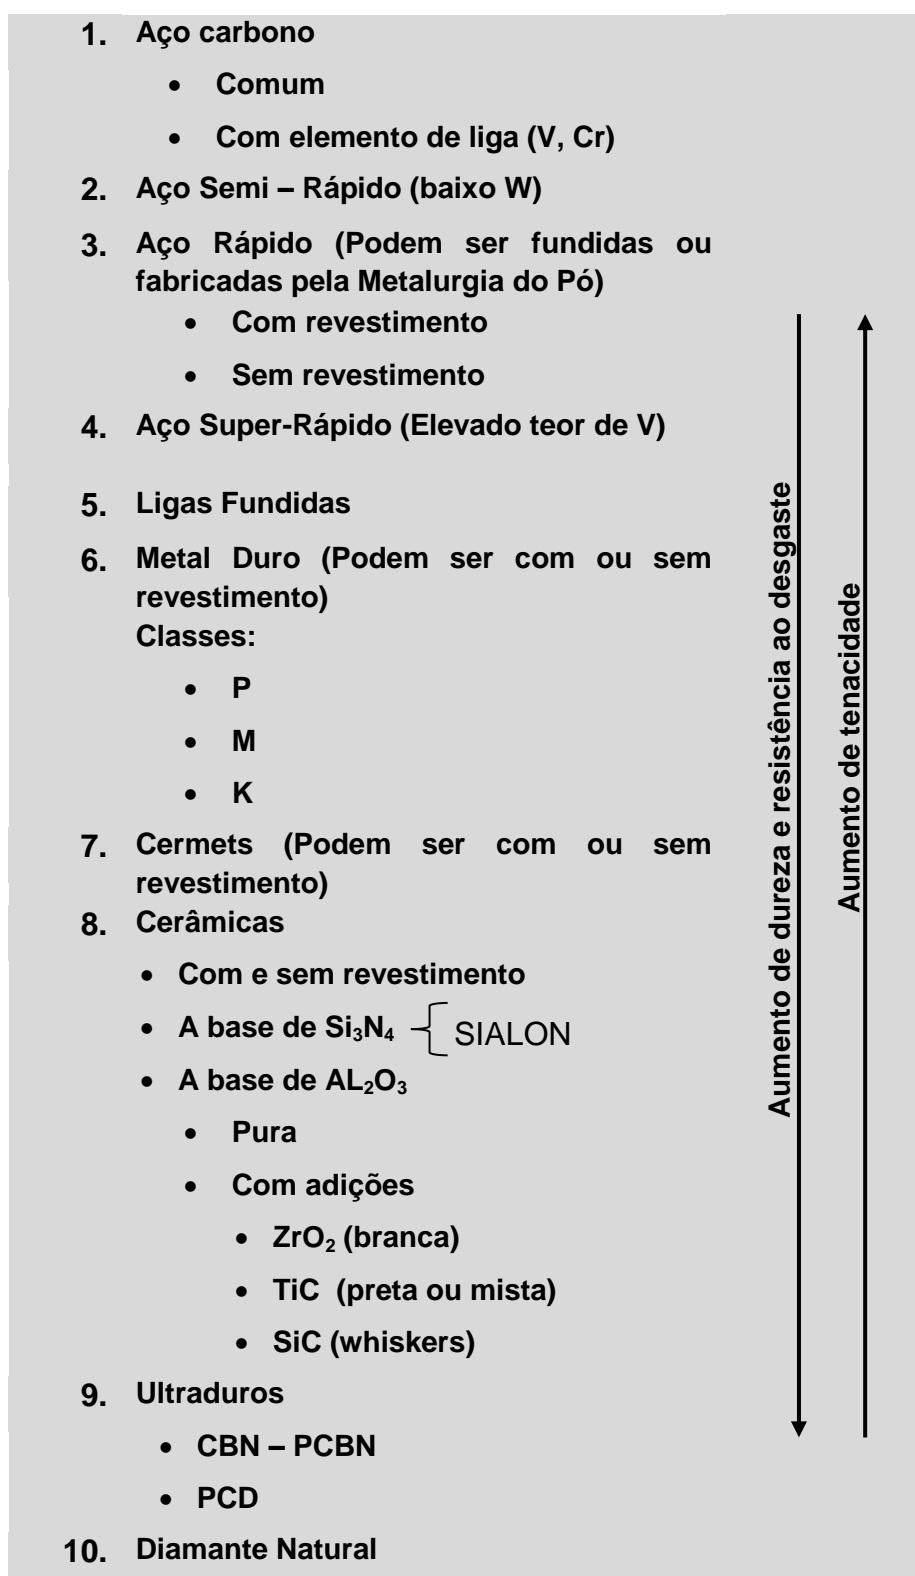 1. Aço carbono
• Comum
• Com elemento de liga (V, Cr)
2. Aço Semi – Rápido (baixo W)
3. Aço Rápido (Podem ser fundidas ou
fabricadas pela Metalurgia do Pó)
• Com revestimento
• Sem revestimento
4. Aço Super-Rápido (Elevado teor de V)
5. Ligas Fundidas
6. Metal Duro (Podem ser com ou sem
revestimento)
Classes:
• P
• M
• K
7. Cermets (Podem ser com ou sem
revestimento)
8. Cerâmicas
• Com e sem revestimento
• A base de Si₃N₄ { SIALON
• A base de AL₂O₃
• Pura
• Com adições
• ZrO₂ (branca)
• TiC (preta ou mista)
• SiC (whiskers)
9. Ultraduros
• CBN – PCBN
• PCD
10. Diamante Natural
Aumento de dureza e resistência ao desgaste
Aumento de tenacidade